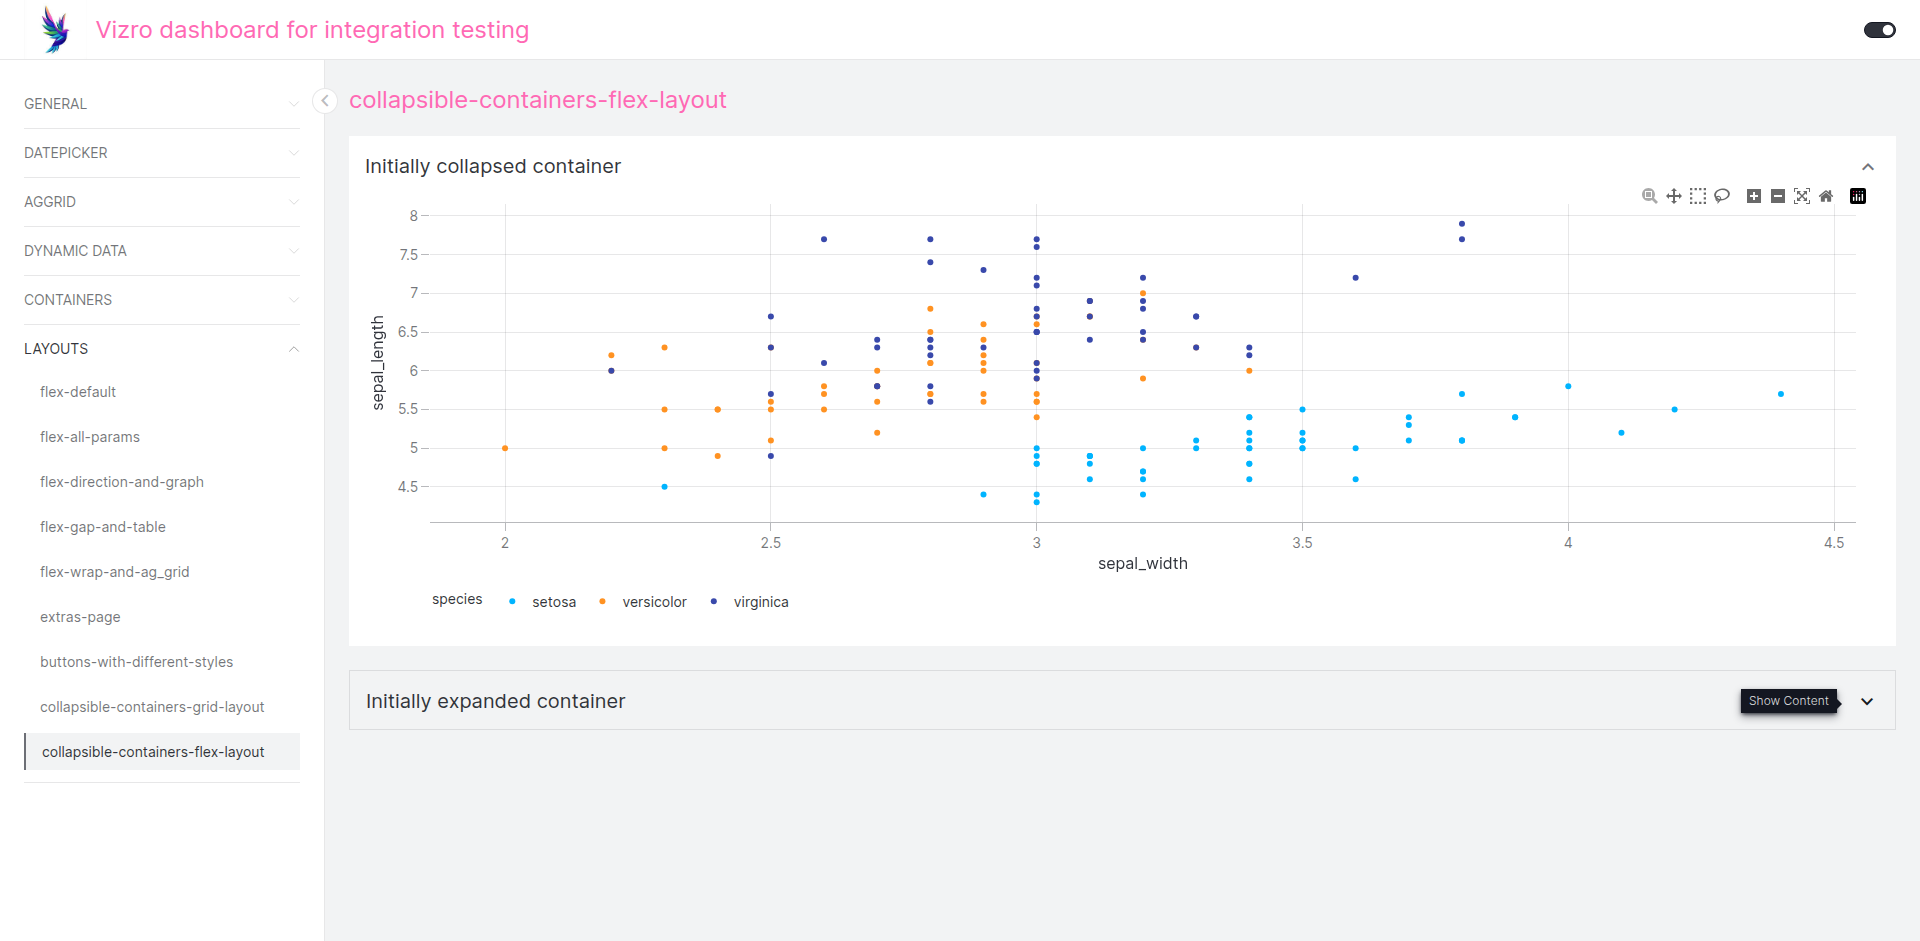 Vizro dashboard for integration testing
GENERAL
DATEPICKER
AGGRID
DYNAMIC DATA
CONTAINERS
LAYOUTS
flex-default
flex-all-params
flex-direction-and-graph
flex-gap-and-table
flex-wrap-and-ag_grid
extras-page
buttons-with-different-styles
collapsible-containers-grid-layout
collapsible-containers-flex-layout
collapsible-containers-flex-layout
Initially collapsed container
8
7.5
7
6.5
6
5.5
5
4.5
sepal_length
2
2.5
3
3.5
4
4.5
sepal_width
species
setosa
versicolor
virginica
Initially expanded container
Show Content